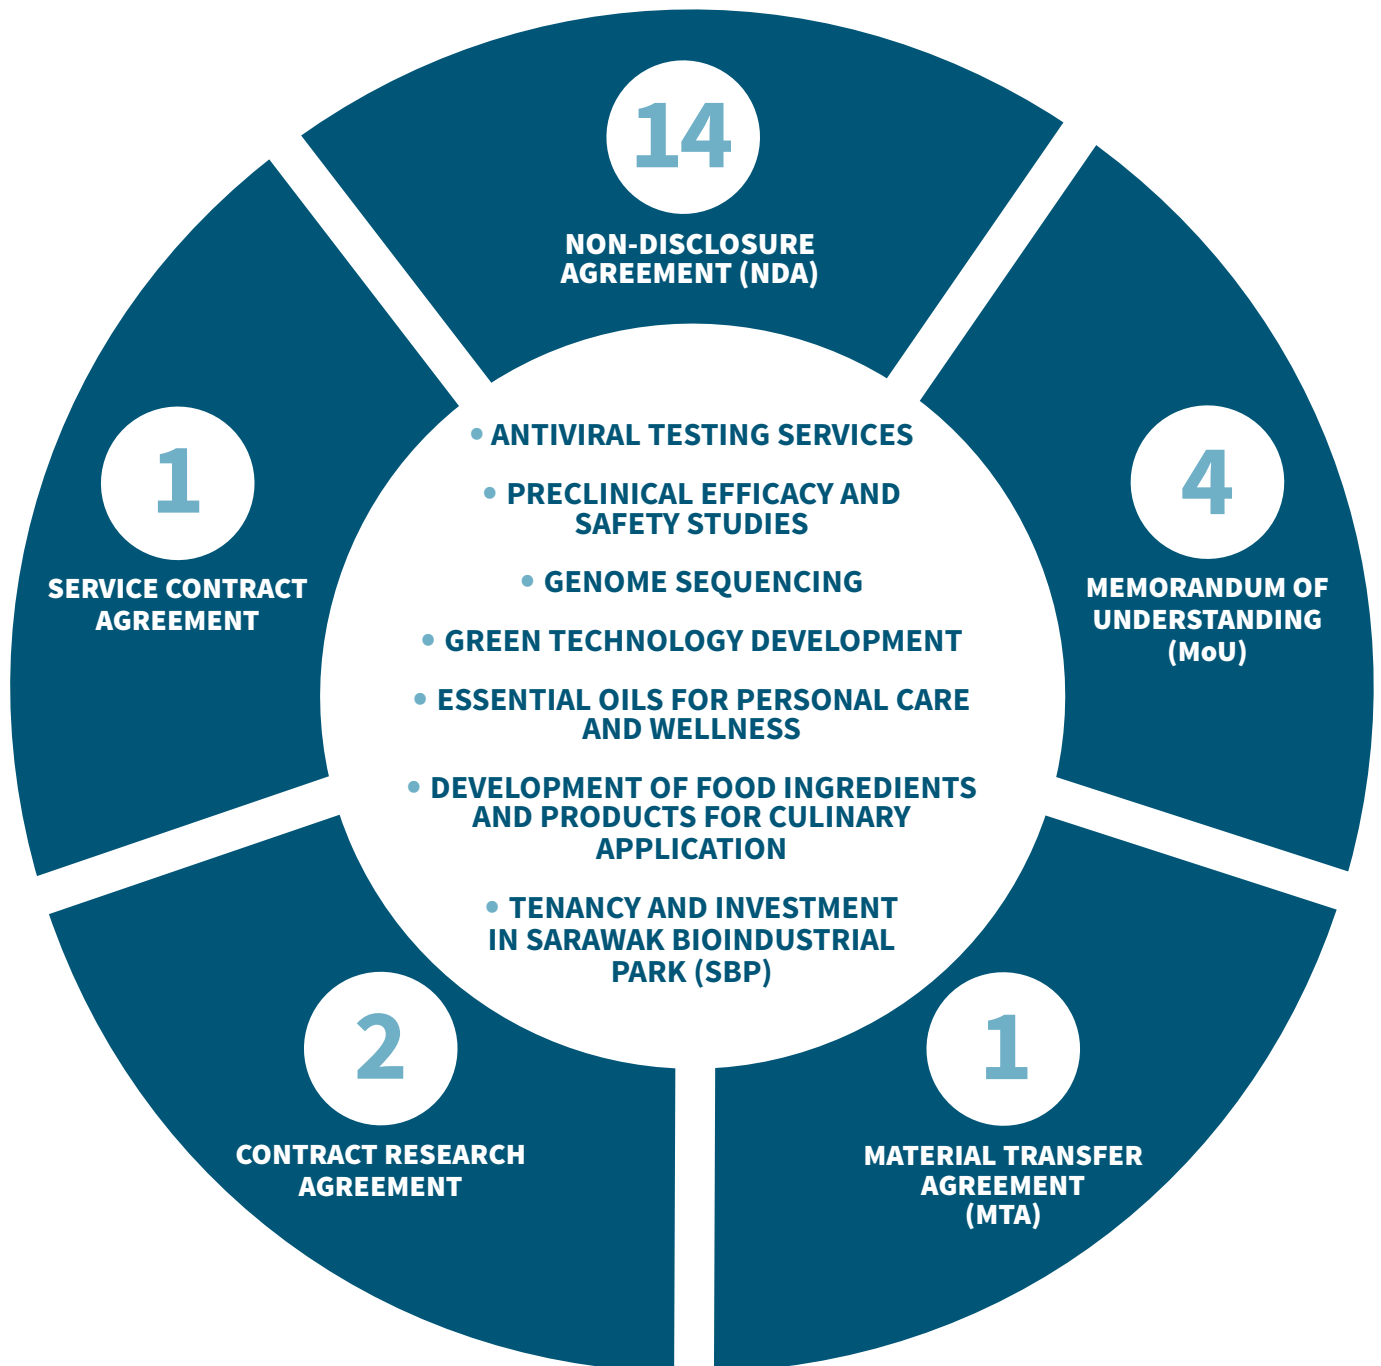 14
NON-DISCLOSURE
AGREEMENT (NDA)
4
MEMORANDUM OF
UNDERSTANDING
(MoU)
1
MATERIAL TRANSFER
AGREEMENT
(MTA)
2
CONTRACT RESEARCH
AGREEMENT
1
SERVICE CONTRACT
AGREEMENT
• ANTIVIRAL TESTING SERVICES
• PRECLINICAL EFFICACY AND
SAFETY STUDIES
• GENOME SEQUENCING
• GREEN TECHNOLOGY DEVELOPMENT
• ESSENTIAL OILS FOR PERSONAL CARE
AND WELLNESS
• DEVELOPMENT OF FOOD INGREDIENTS
AND PRODUCTS FOR CULINARY
APPLICATION
• TENANCY AND INVESTMENT
IN SARAWAK BIOINDUSTRIAL
PARK (SBP)